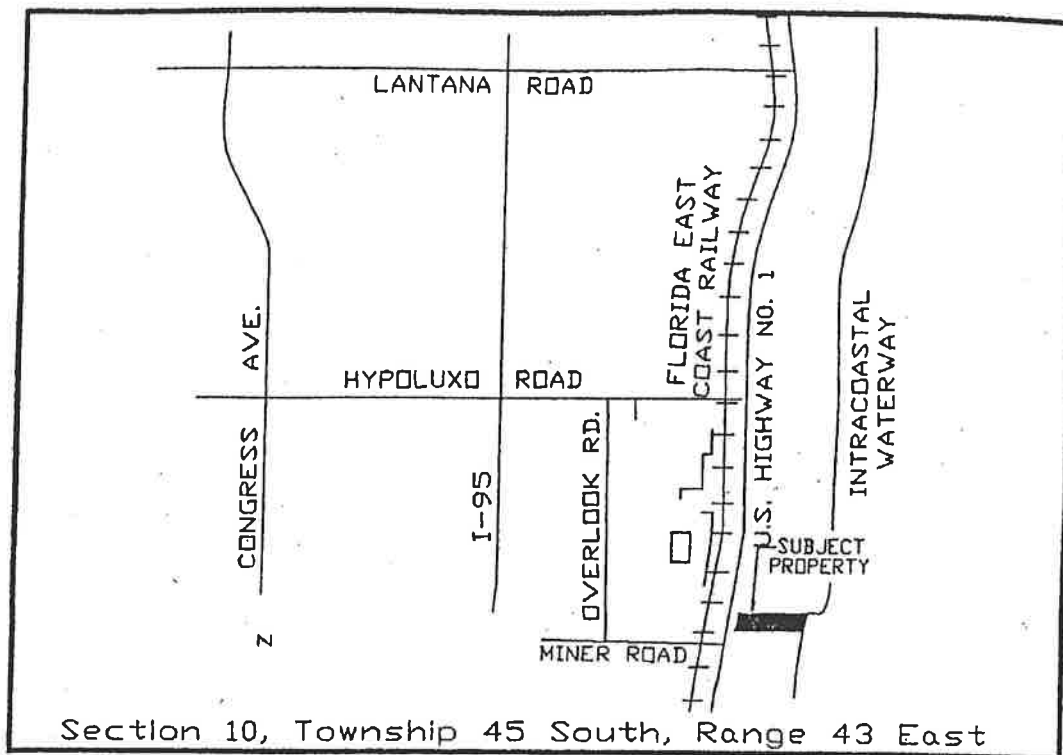 LANTANA ROAD
FLORIDA EAST
COAST RAILWAY
U.S. HIGHWAY NO. 1
INTRACOASTAL
WATERWAY
CONGRESS AVE.
HYPOLUXO ROAD
I-95
OVERLOOK RD.
SUBJECT
PROPERTY
Z
MINER ROAD
Section 10, Township 45 South, Range 43 East